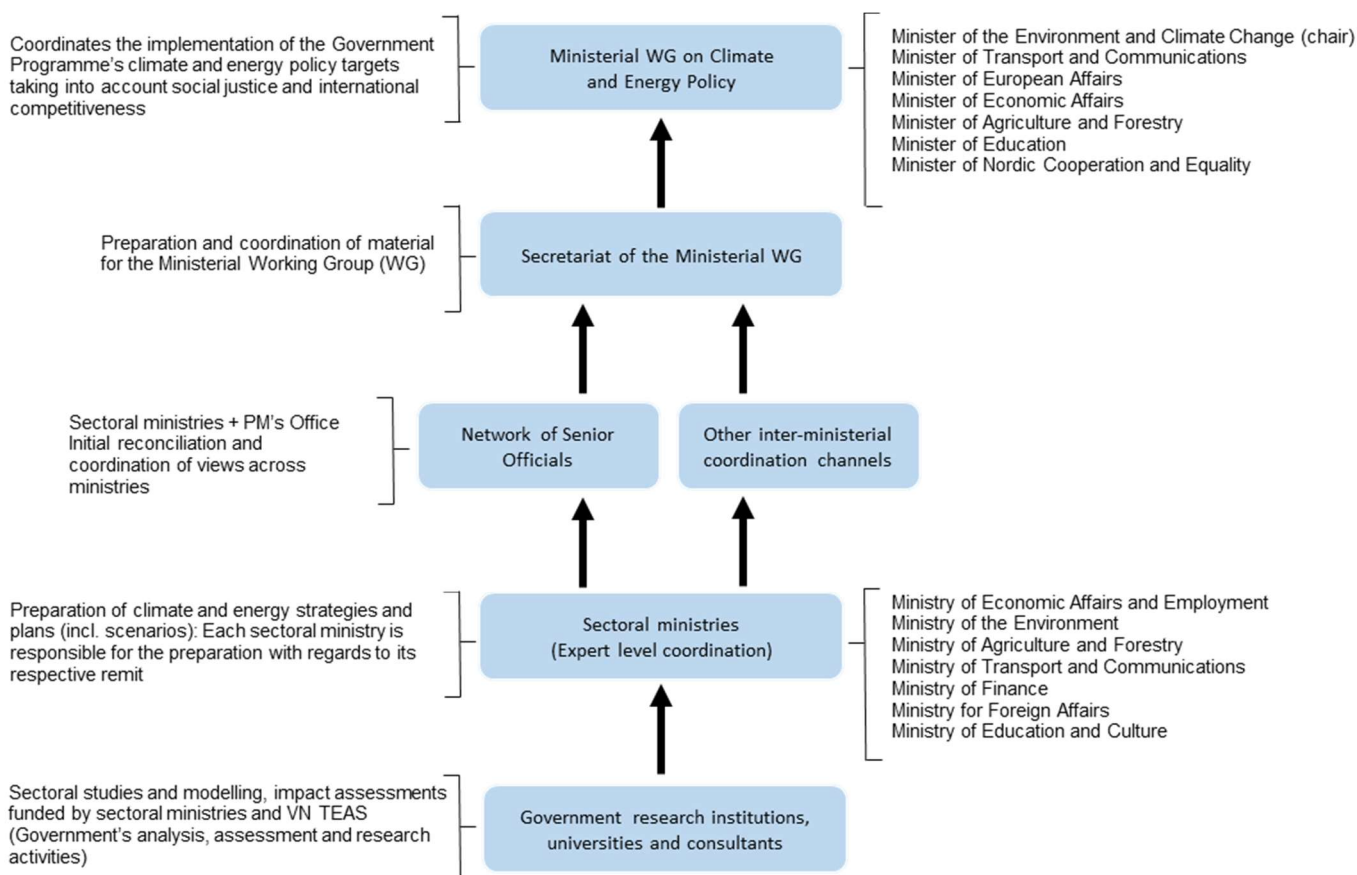 Coordinates the implementation of the Government
Programme's climate and energy policy targets
taking into account social justice and international
competitiveness
Ministerial WG on Climate
and Energy Policy
Minister of the Environment and Climate Change (chair)
Minister of Transport and Communications
Minister of European Affairs
Minister of Economic Affairs
Minister of Agriculture and Forestry
Minister of Education
Minister of Nordic Cooperation and Equality
Preparation and coordination of material
for the Ministerial Working Group (WG)
Secretariat of the Ministerial WG
Sectoral ministries + PM's Office
Initial reconciliation and
coordination of views across
ministries
Network of Senior
Officials
Other inter-ministerial
coordination channels
Preparation of climate and energy strategies and
plans (incl. scenarios): Each sectoral ministry is
responsible for the preparation with regards to its
respective remit
Sectoral ministries
(Expert level coordination)
Ministry of Economic Affairs and Employment
Ministry of the Environment
Ministry of Agriculture and Forestry
Ministry of Transport and Communications
Ministry of Finance
Ministry for Foreign Affairs
Ministry of Education and Culture
Sectoral studies and modelling, impact assessments
funded by sectoral ministries and VN TEAS
(Government's analysis, assessment and research
activities)
Government research institutions,
universities and consultants